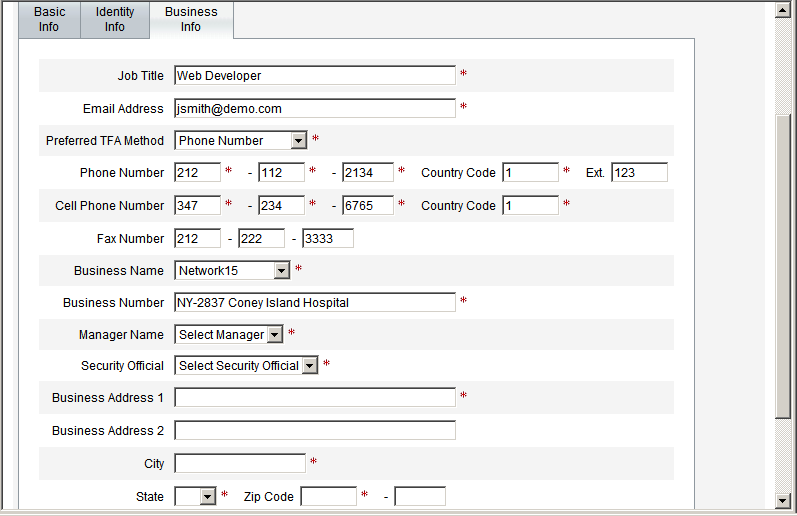 Basic Info Identity Info Business Info
Job Title Web Developer *
Email Address jsmith@demo.com *
Preferred TFA Method Phone Number *
Phone Number 212 * - 112 * - 2134 * Country Code 1 * Ext. 123
Cell Phone Number 347 * - 234 * - 6765 * Country Code 1 *
Fax Number 212 - 222 - 3333
Business Name Network15 *
Business Number NY-2837 Coney Island Hospital *
Manager Name Select Manager *
Security Official Select Security Official *
Business Address 1 *
Business Address 2
City *
State * Zip Code * -